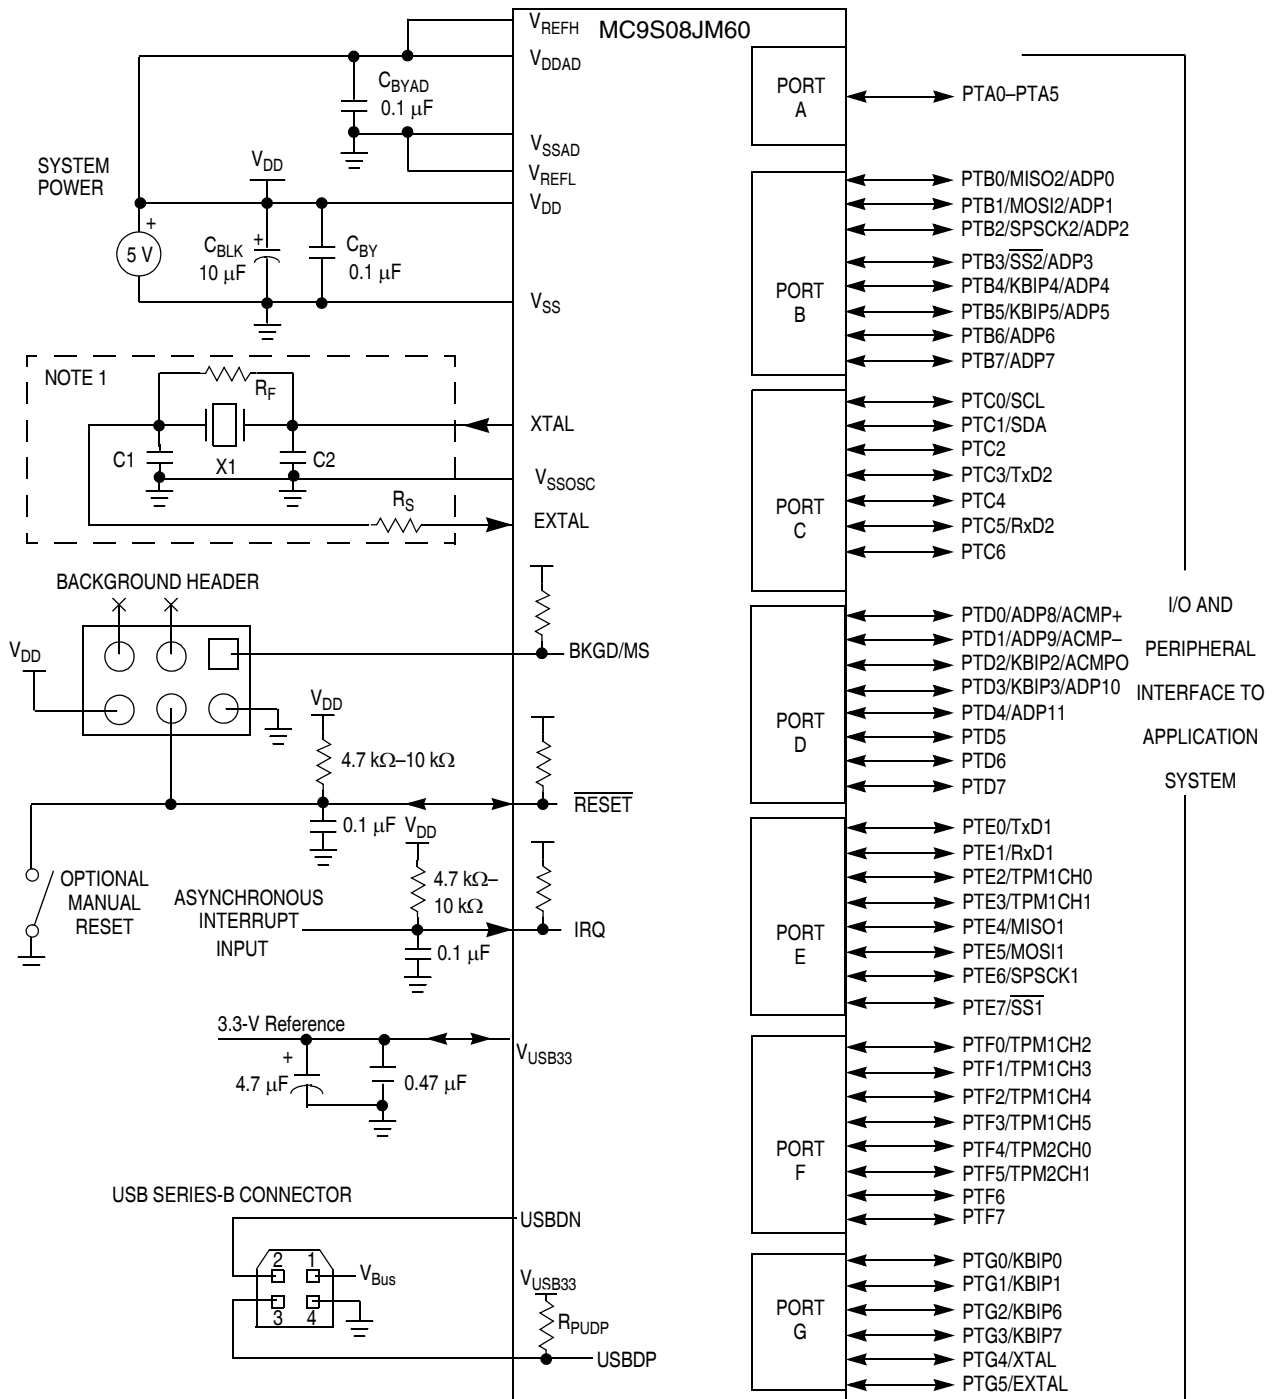 MC9S08JM60
V_REFH
V_DDAD
C_BYAD
0.1 µF
V_SSAD
V_REFL
SYSTEM
POWER
V_DD
V_DD
+
5 V
C_BLK
+
10 µF
C_BY
0.1 µF
V_SS
NOTE 1
R_F
XTAL
C1
X1
C2
V_SSOSC
R_S
EXTAL
BACKGROUND HEADER
V_DD
BKGD/MS
V_DD
4.7 kΩ–10 kΩ
RESET
0.1 µF
V_DD
OPTIONAL
MANUAL
RESET
4.7 kΩ–
10 kΩ
ASYNCHRONOUS
INTERRUPT
INPUT
IRQ
0.1 µF
3.3-V Reference
V_USB33
+
4.7 µF
0.47 µF
USB SERIES-B CONNECTOR
USBDN
2 1
V_Bus
3 4
V_USB33
R_PUDP
USBDP
PORT
A
PTA0–PTA5
PORT
B
PTB0/MISO2/ADP0
PTB1/MOSI2/ADP1
PTB2/SPSCK2/ADP2
PTB3/SS2/ADP3
PTB4/KBIP4/ADP4
PTB5/KBIP5/ADP5
PTB6/ADP6
PTB7/ADP7
PORT
C
PTC0/SCL
PTC1/SDA
PTC2
PTC3/TxD2
PTC4
PTC5/RxD2
PTC6
PORT
D
PTD0/ADP8/ACMP+
PTD1/ADP9/ACMP–
PTD2/KBIP2/ACMPO
PTD3/KBIP3/ADP10
PTD4/ADP11
PTD5
PTD6
PTD7
PORT
E
PTE0/TxD1
PTE1/RxD1
PTE2/TPM1CH0
PTE3/TPM1CH1
PTE4/MISO1
PTE5/MOSI1
PTE6/SPSCK1
PTE7/SS1
PORT
F
PTF0/TPM1CH2
PTF1/TPM1CH3
PTF2/TPM1CH4
PTF3/TPM1CH5
PTF4/TPM2CH0
PTF5/TPM2CH1
PTF6
PTF7
PORT
G
PTG0/KBIP0
PTG1/KBIP1
PTG2/KBIP6
PTG3/KBIP7
PTG4/XTAL
PTG5/EXTAL
I/O AND
PERIPHERAL
INTERFACE TO
APPLICATION
SYSTEM